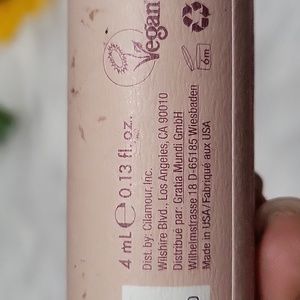 Vegan
6m
4 mL e 0.13 fl.oz.
Dist. by: Cilamour, Inc.
Wilshire Blvd., Los Angeles, CA 90010
Distribué par: Gratia Mundi GmbH
Wilhelmstrasse 18 D-65185 Wiesbaden
Made in USA/Fabriqué aux USA